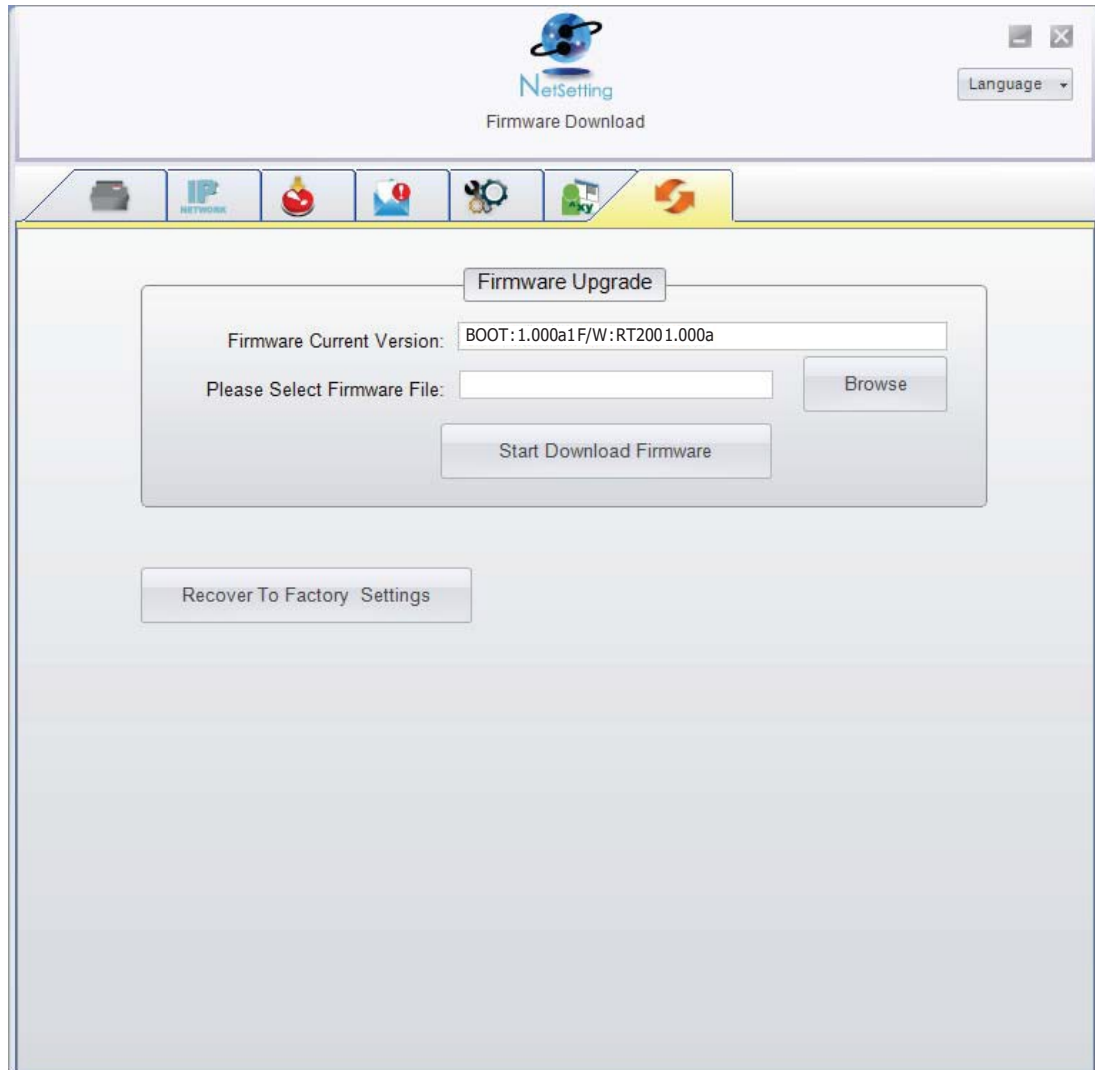 NetSetting
Language
Firmware Download
IP
NETWORK
^xy
Firmware Upgrade
Firmware Current Version: BOOT:1.000a1F/W:RT2001.000a
Please Select Firmware File: Browse
Start Download Firmware
Recover To Factory Settings